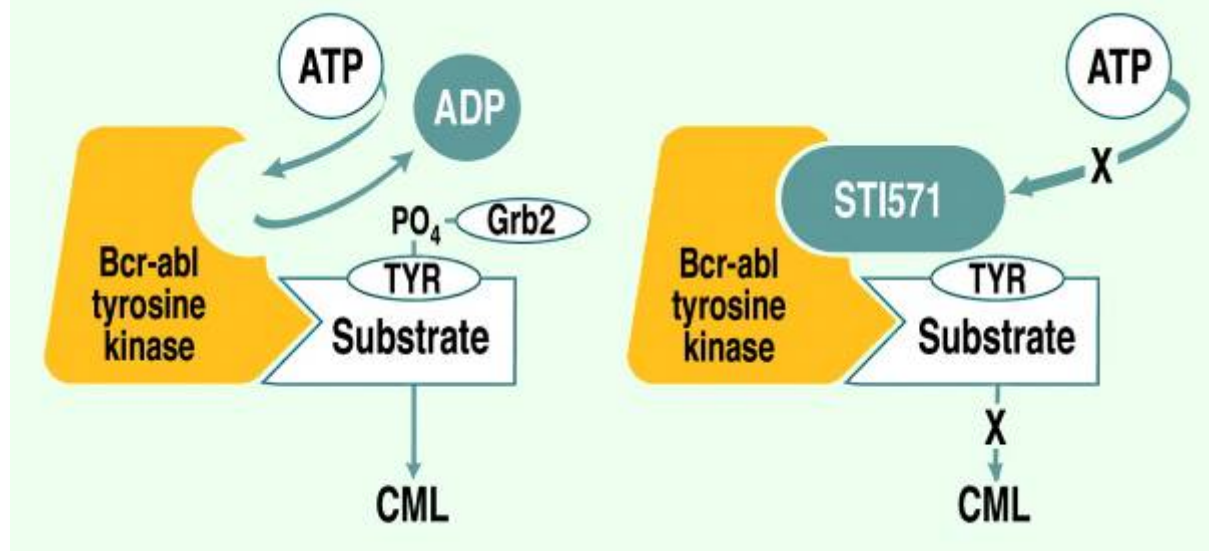 ATP
ADP
PO4
Grb2
Bcr-abl
tyrosine
kinase
TYR
Substrate
CML
ATP
X
STI571
Bcr-abl
tyrosine
kinase
TYR
Substrate
X
CML